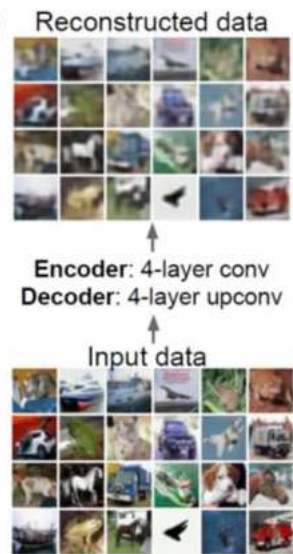 Reconstructed data
Encoder: 4-layer conv
Decoder: 4-layer upconv
Input data